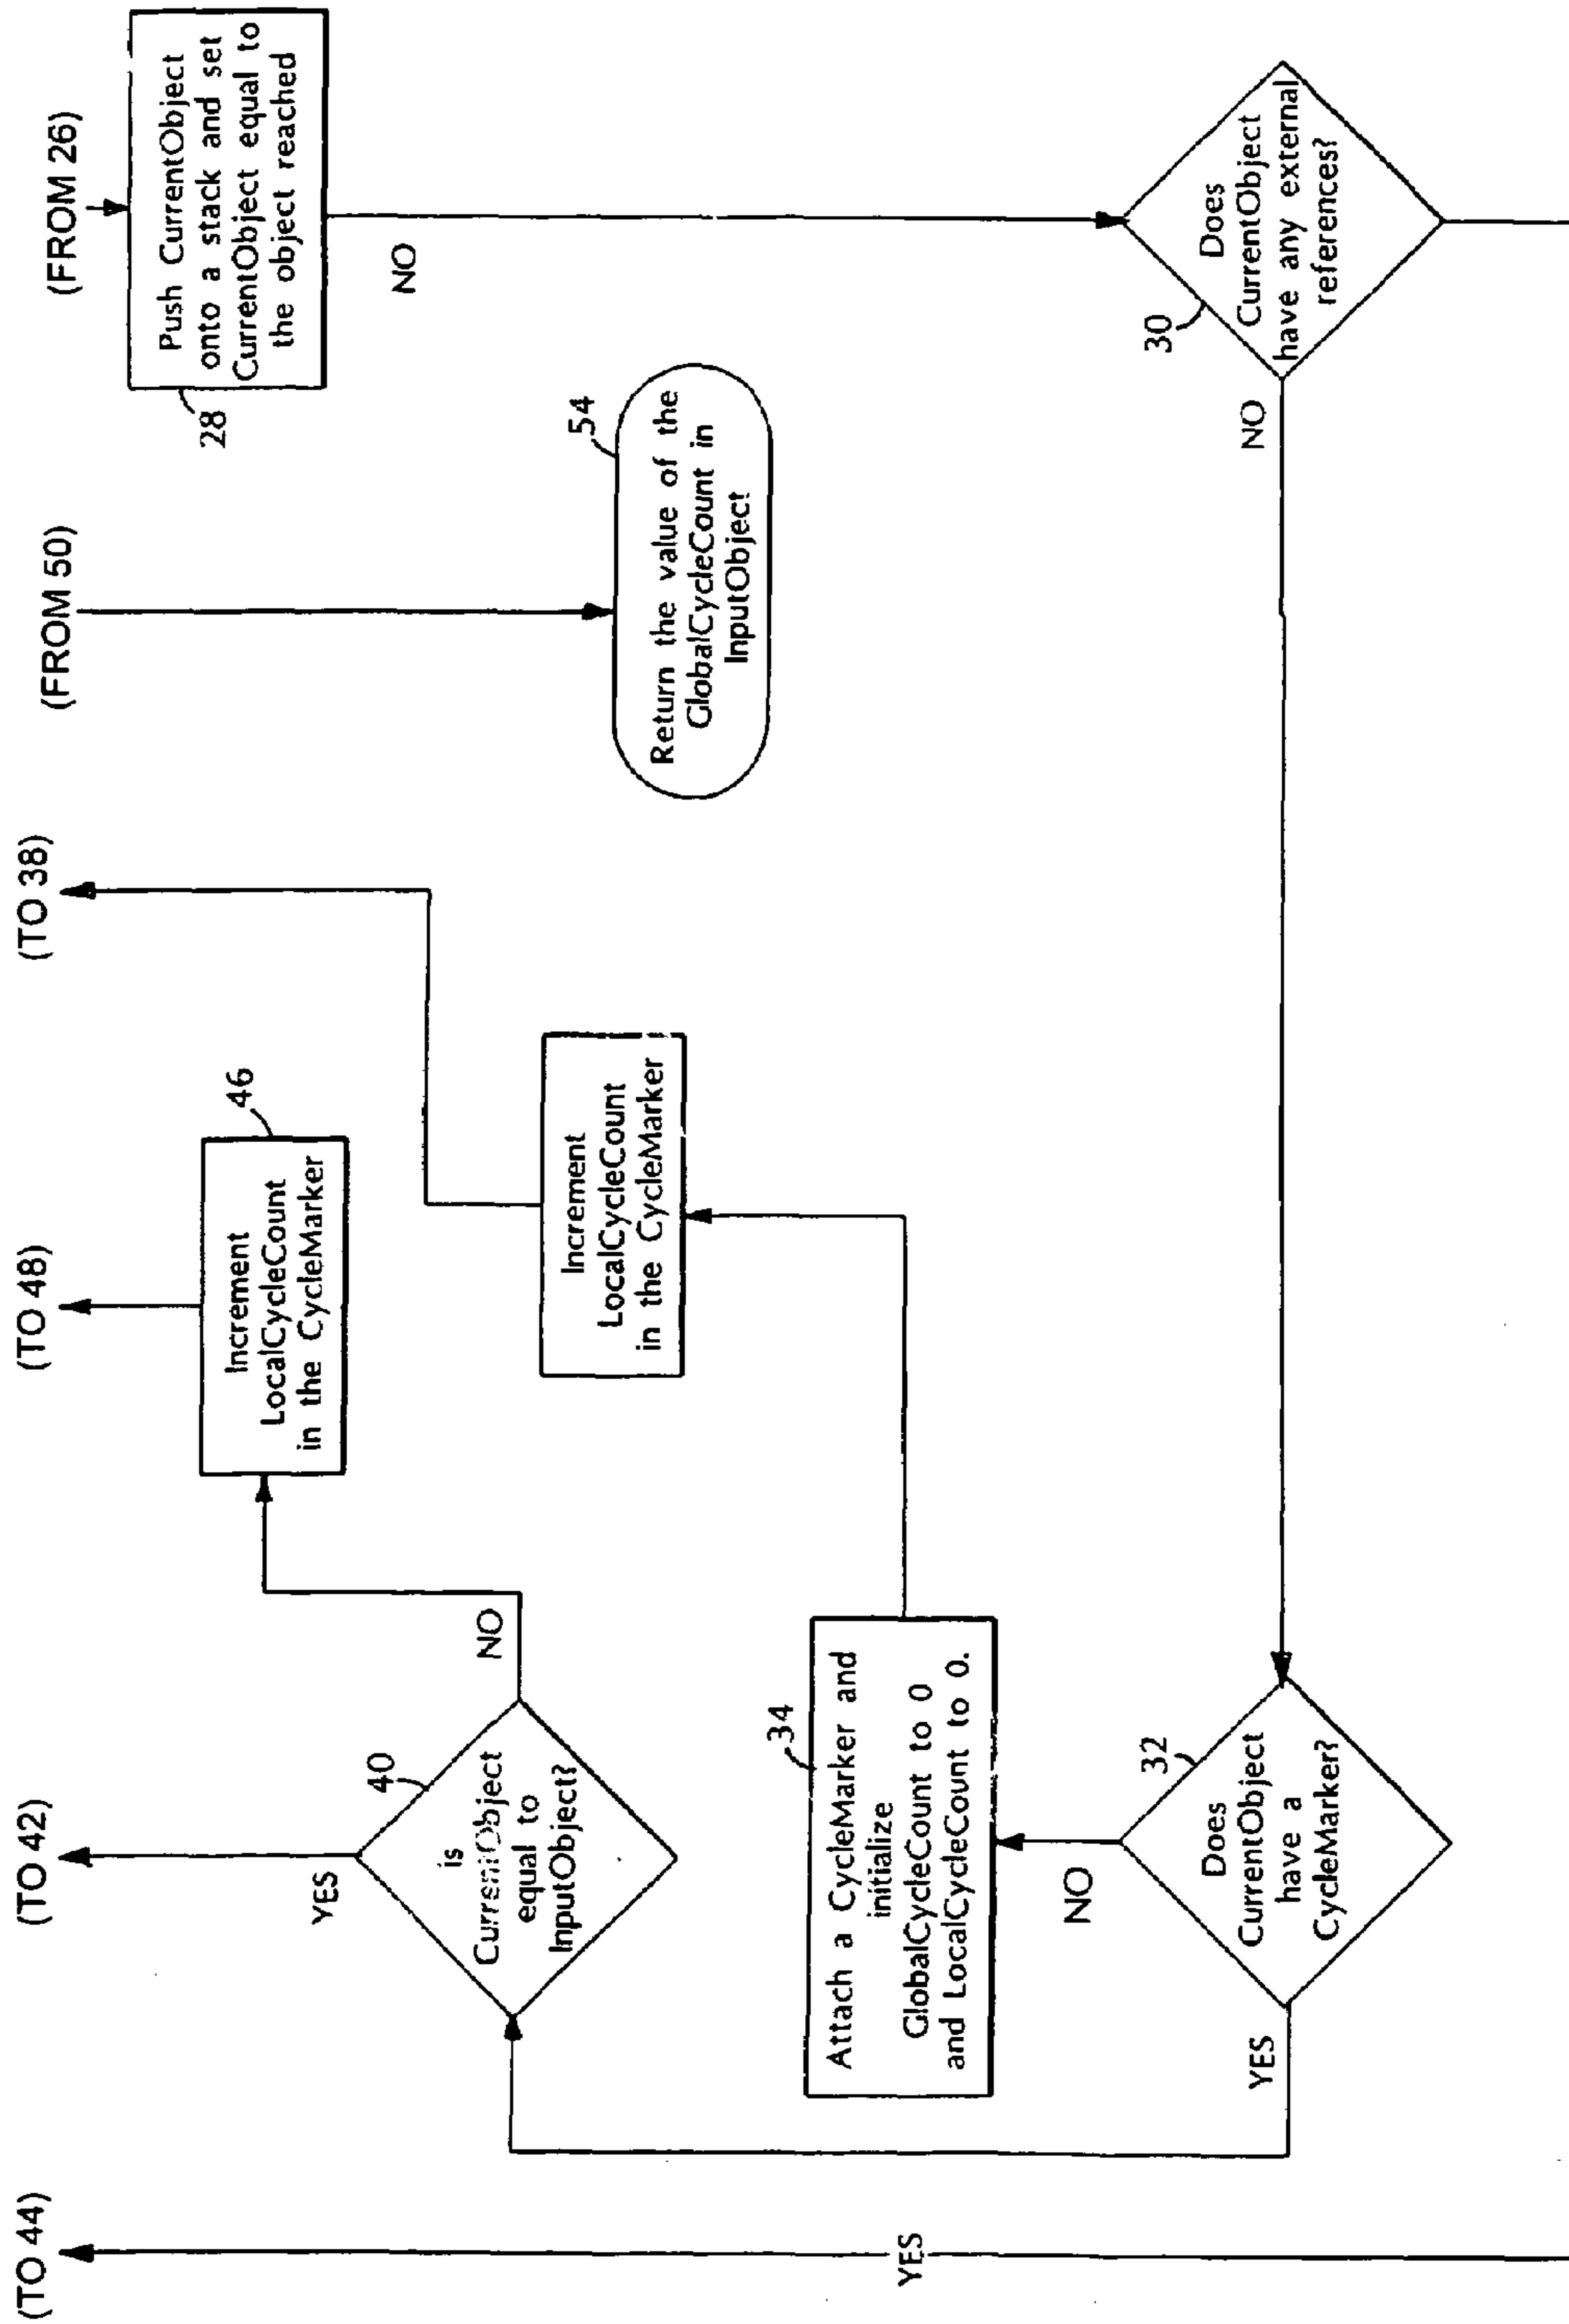 (TO 44)
(TO 42)
(TO 48)
(TO 38)
(FROM 50)
(FROM 26)
Push CurrentObject
onto a stack and set
CurrentObject equal to
the object reached
28
NO
Increment
LocalCycleCount
in the CycleMarker
46
YES
is
CurrentObject
equal to
InputObject?
40
NO
Increment
LocalCycleCount
in the CycleMarker
Return the value of the
GlobalCycleCount in
InputObject
54
Attach a CycleMarker and
initialize
GlobalCycleCount to 0
and LocalCycleCount to 0.
34
YES
NO
Does
CurrentObject
have a
CycleMarker?
32
YES
Does
CurrentObject
have any external
references?
30
NO